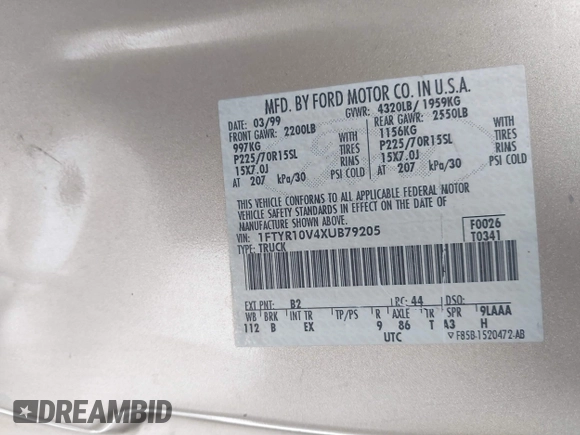 MFD. BY FORD MOTOR CO. IN U.S.A.
DATE: 03/99 GVWR: 4320LB/ 1959KG
FRONT GAWR: 2200LB REAR GAWR: 2550LB
997KG WITH 1156KG WITH
P225/70R15SL TIRES P225/70R15SL TIRES
15X7.0J RIMS 15X7.0J RIMS
AT 207 kPa/30 PSI COLD AT 207 kPa/30 PSI COLD
THIS VEHICLE CONFORMS TO ALL APPLICABLE FEDERAL MOTOR
VEHICLE SAFETY STANDARDS IN EFFECT ON THE DATE OF
MANUFACTURE SHOWN ABOVE.
VIN: 1FTYR10V4XUB79205 F0026
TYPE: TRUCK T0341
EXT PNT: B2 RC: 44 DSO:
WB BRK INT TR TP/PS R AXLE TR SPR 9LAAA
112 B EX 9 86 T A3 H
UTC ▽ F85B-1520472-AB
DREAMBID